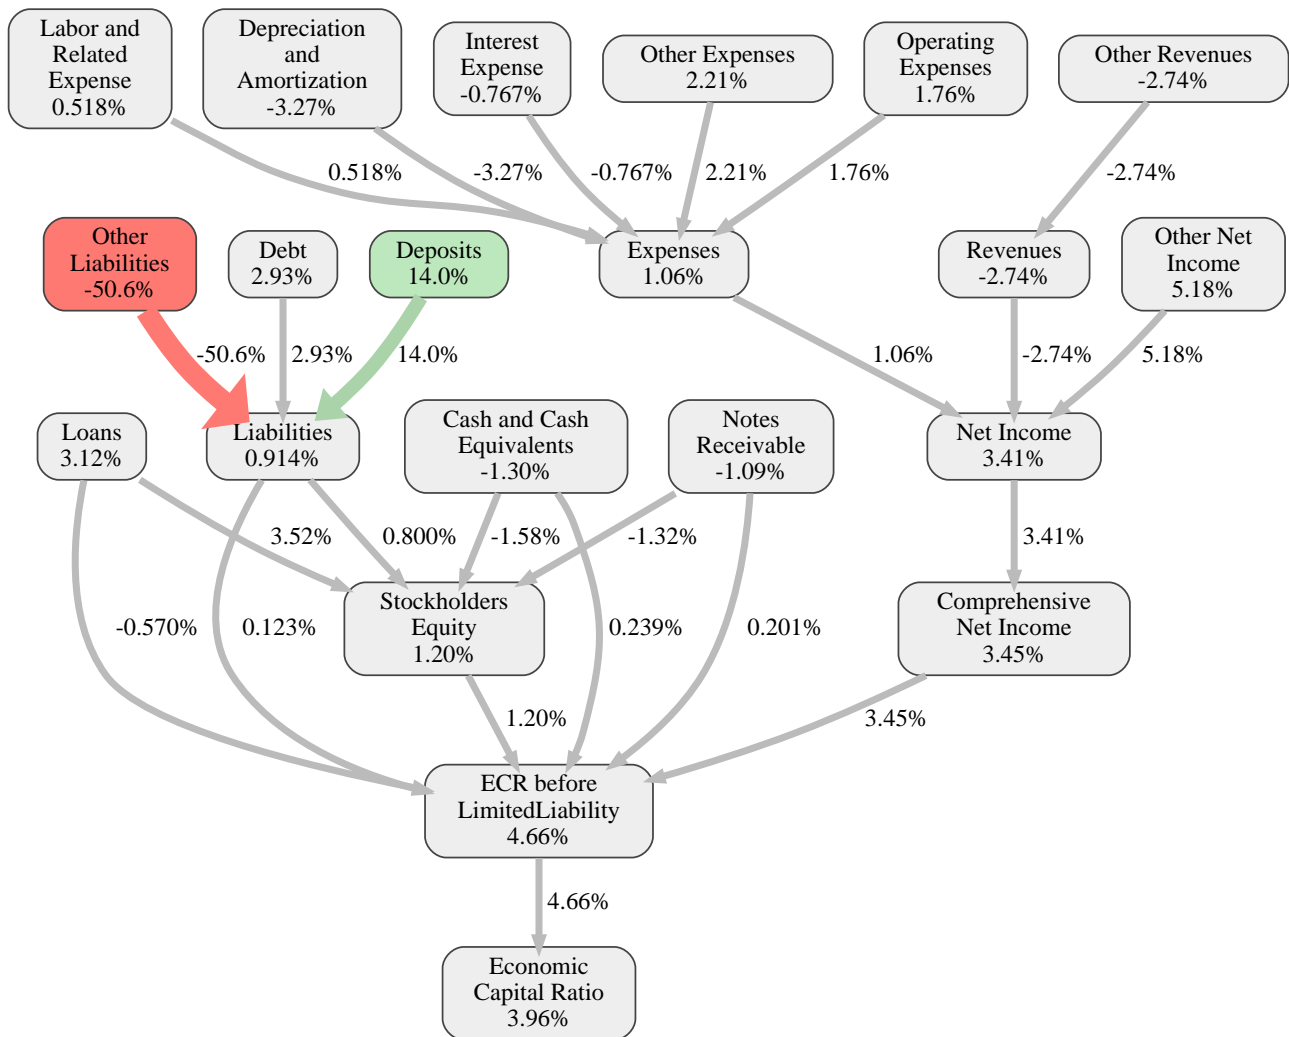 Labor and
Related
Expense
0.518%
Depreciation
and
Amortization
-3.27%
Interest
Expense
-0.767%
Other Expenses
2.21%
Operating
Expenses
1.76%
Other Revenues
-2.74%
0.518%
-3.27%
-0.767%
2.21%
1.76%
-2.74%
Other
Liabilities
-50.6%
Debt
2.93%
Deposits
14.0%
Expenses
1.06%
Revenues
-2.74%
Other Net
Income
5.18%
-50.6%
2.93%
14.0%
1.06%
-2.74%
5.18%
Loans
3.12%
Liabilities
0.914%
Cash and Cash
Equivalents
-1.30%
Notes
Receivable
-1.09%
Net Income
3.41%
3.52%
0.800%
-1.58%
-1.32%
3.41%
-0.570%
0.123%
Stockholders
Equity
1.20%
0.239%
0.201%
Comprehensive
Net Income
3.45%
1.20%
3.45%
ECR before
LimitedLiability
4.66%
4.66%
Economic
Capital Ratio
3.96%